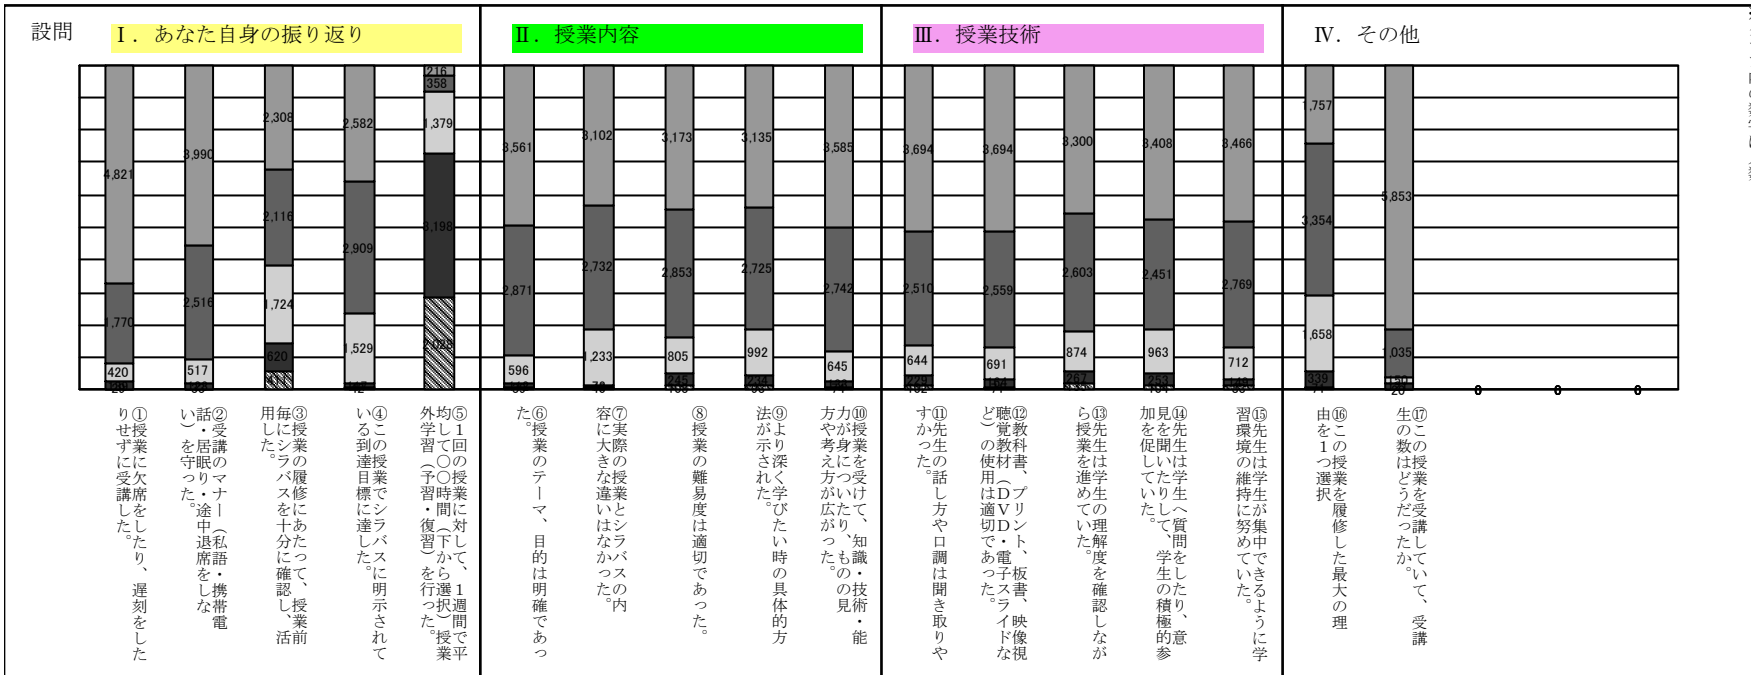 設問
Ⅰ．あなた自身の振り返り
Ⅱ．授業内容
Ⅲ．授業技術
Ⅳ．その他
4,821
1,770
420
3,990
2,516
517
2,308
2,116
1,724
620
411
2,582
2,909
1,529
216
358
1,379
3,198
2,028
3,561
2,871
596
3,102
2,732
1,233
3,173
2,853
805
245
3,135
2,725
992
234
3,585
2,742
645
3,694
2,510
644
229
3,694
2,559
691
164
3,300
2,603
874
267
3,408
2,451
963
253
3,466
2,769
712
1,757
3,354
1,658
339
5,853
1,035
150
0
0
0
①授業に欠席をしたり、遅刻をした
りせずに受講した。
②受講のマナー（私語・携帯電
話・居眠り・途中退席をしな
い）を守った。
③授業の履修にあたって、授業前
毎にシラバスを十分に確認し、活
用した。
④この授業でシラバスに明示されて
いる到達目標に達した。
⑤１回の授業に対して、１週間で平
均して〇〇時間（下から選択）授業
外学習（予習・復習）を行った。
⑥授業のテーマ、目的は明確であっ
た。
⑦実際の授業とシラバスの内
容に大きな違いはなかった。
⑧授業の難易度は適切であった。
⑨より深く学びたい時の具体的方
法が示された。
⑩授業を受けて、知識・技術・能
力が身についたり、ものの見
方や考え方が広がった。
⑪先生の話し方や口調は聞き取りや
すかった。
⑫教科書、プリント、板書、映像視
聴覚教材（ＤＶＤ・電子スライドな
ど）の使用は適切であった。
⑬先生は学生の理解度を確認しなが
ら授業を進めていた。
⑭先生は学生へ質問をしたり、意
見を聞いたりして、学生の積極的参
加を促していた。
⑮先生は学生が集中できるように学
習環境の維持に努めていた。
⑯この授業を履修した最大の理
由を１つ選択
⑰この授業を受講していて、受講
生の数はどうだったか。